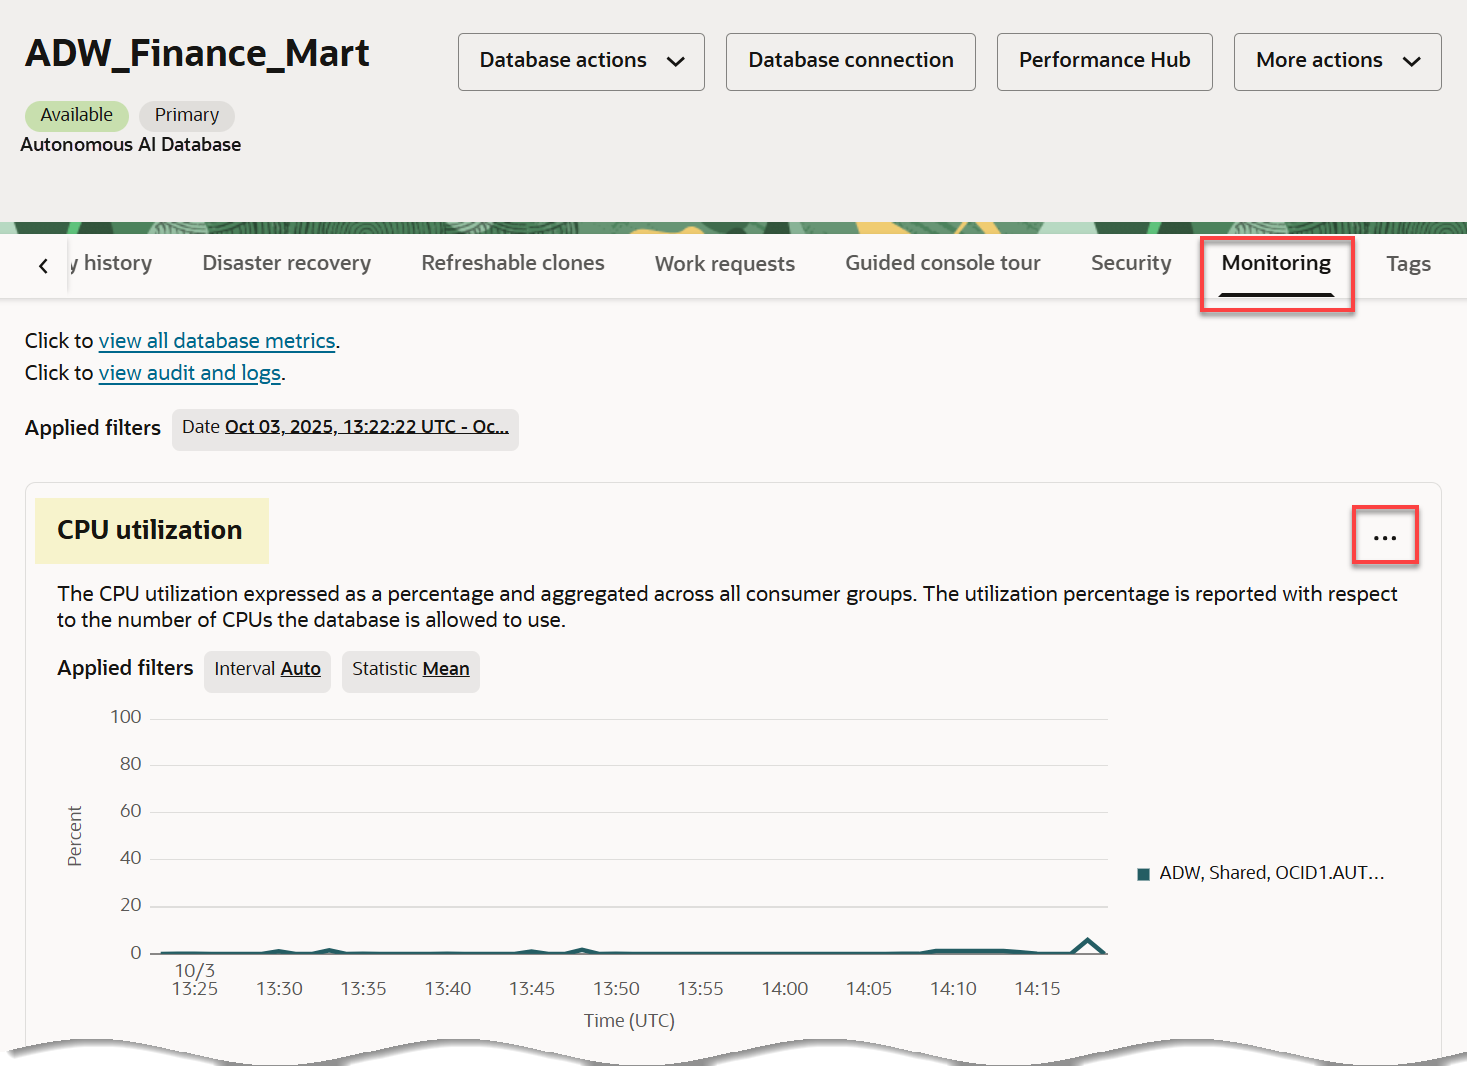 ADW_Finance_Mart
Database actions
Database connection
Performance Hub
More actions
Available
Primary
Autonomous AI Database
y history
Disaster recovery
Refreshable clones
Work requests
Guided console tour
Security
Monitoring
Tags
Click to view all database metrics.
Click to view audit and logs.
Applied filters
Date Oct 03, 2025, 13:22:22 UTC - Oc...
CPU utilization
...
The CPU utilization expressed as a percentage and aggregated across all consumer groups. The utilization percentage is reported with respect
to the number of CPUs the database is allowed to use.
Applied filters
Interval Auto
Statistic Mean
100
80
60
40
20
0
Percent
ADW, Shared, OCID1.AUT...
10/3
13:25
13:30
13:35
13:40
13:45
13:50
13:55
14:00
14:05
14:10
14:15
Time (UTC)